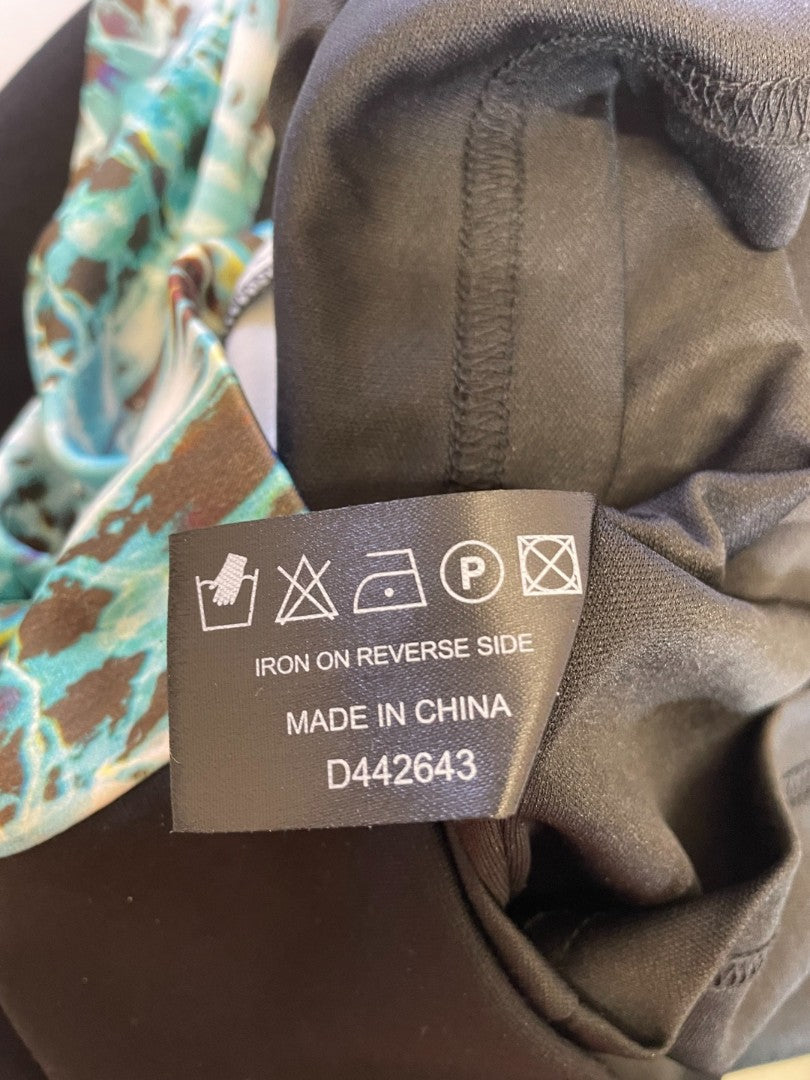 P
IRON ON REVERSE SIDE
MADE IN CHINA
D442643